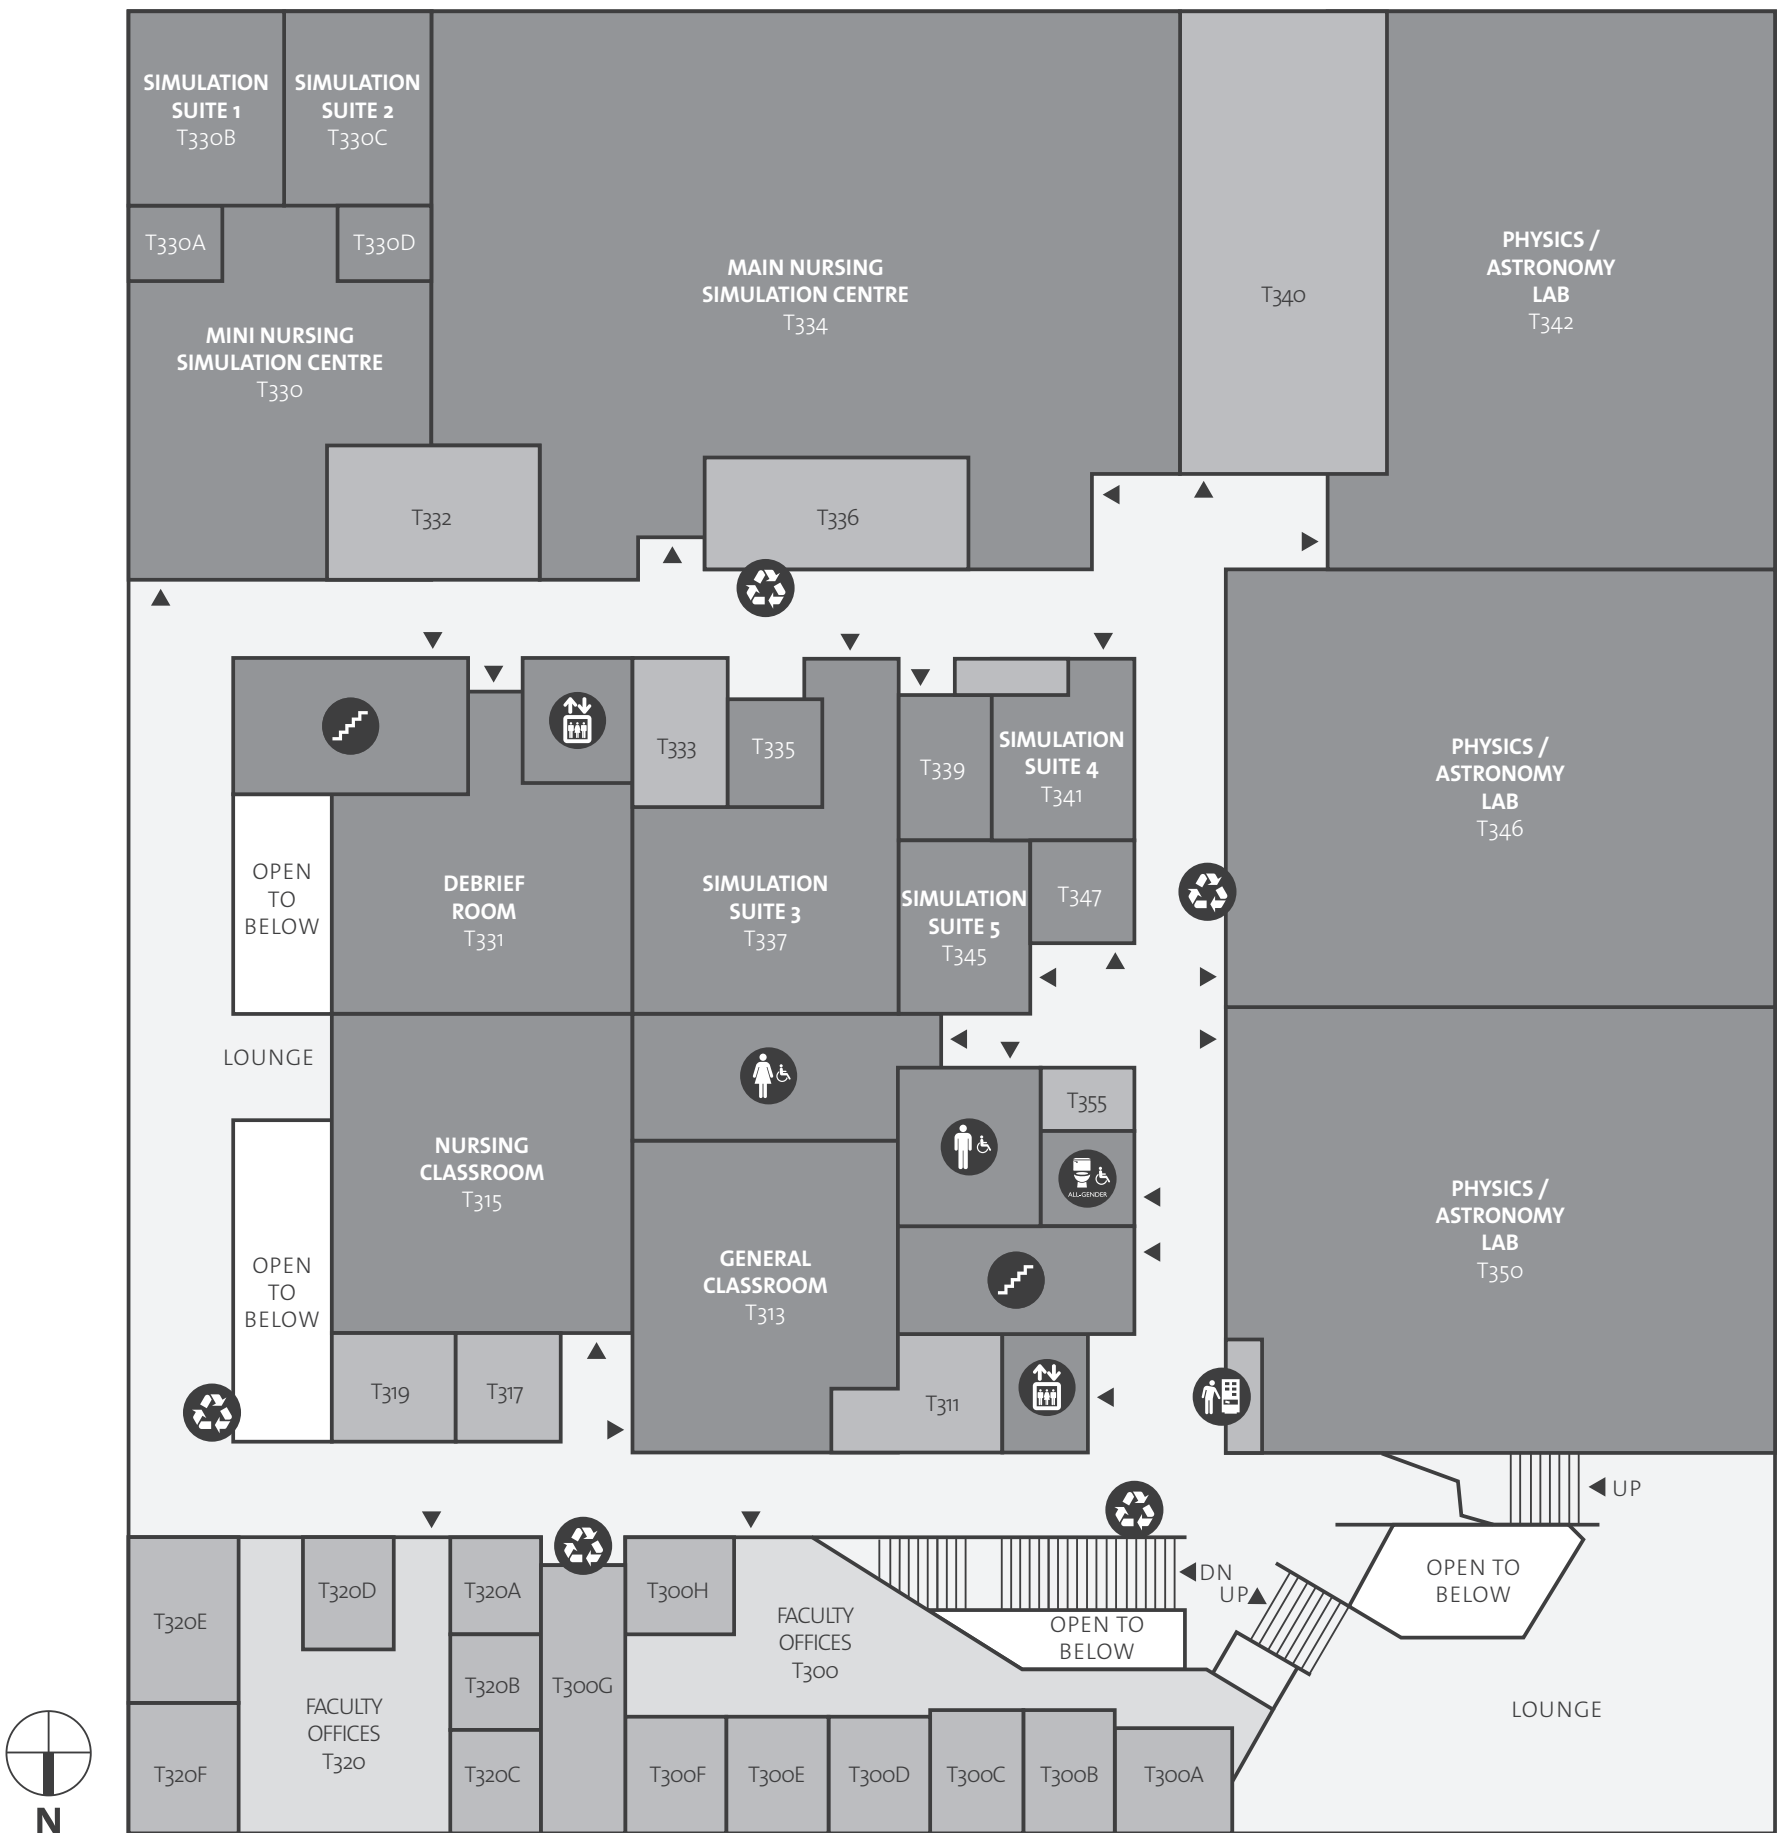 SIMULATION
SUITE 1
T330B
SIMULATION
SUITE 2
T330C
T330A
T330D
MINI NURSING
SIMULATION CENTRE
T330
MAIN NURSING
SIMULATION CENTRE
T334
T340
PHYSICS /
ASTRONOMY
LAB
T342
T332
T336
T333
T335
T339
SIMULATION
SUITE 4
T341
PHYSICS /
ASTRONOMY
LAB
T346
OPEN
TO
BELOW
DEBRIEF
ROOM
T331
SIMULATION
SUITE 3
T337
SIMULATION
SUITE 5
T345
T347
LOUNGE
NURSING
CLASSROOM
T315
T355
ALL-GENDER
PHYSICS /
ASTRONOMY
LAB
T350
OPEN
TO
BELOW
GENERAL
CLASSROOM
T313
T319
T317
T311
UP
T320E
T320D
T320A
T300H
FACULTY
OFFICES
T300
DN
UP
OPEN TO
BELOW
OPEN TO
BELOW
T320B
T300G
FACULTY
OFFICES
T320
LOUNGE
T320F
T320C
T300F
T300E
T300D
T300C
T300B
T300A
N